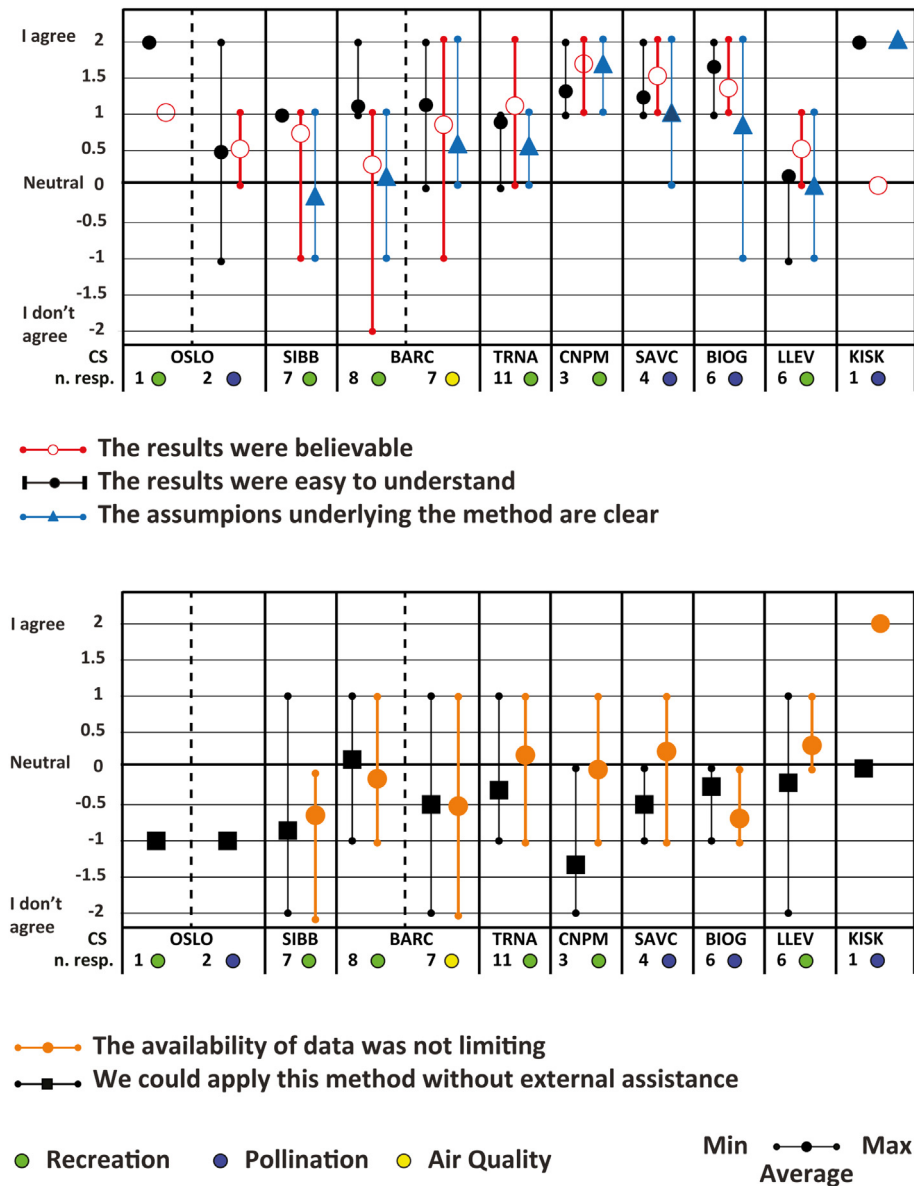 I agree
2
1.5
1
0.5
Neutral
0
-0.5
-1
-1.5
I don't
agree
-2
CS OSLO SIBB BARC TRNA CNPM SAVC BIOG LLEV KISK
n. resp. 1 2 7 8 7 11 3 4 6 6 1
The results were believable
The results were easy to understand
The assumpions underlying the method are clear
I agree
2
1.5
1
0.5
Neutral
0
-0.5
-1
-1.5
I don't
agree
-2
CS OSLO SIBB BARC TRNA CNPM SAVC BIOG LLEV KISK
n. resp. 1 2 7 8 7 11 3 4 6 6 1
The availability of data was not limiting
We could apply this method without external assistance
Recreation Pollination Air Quality
Min Max
Average